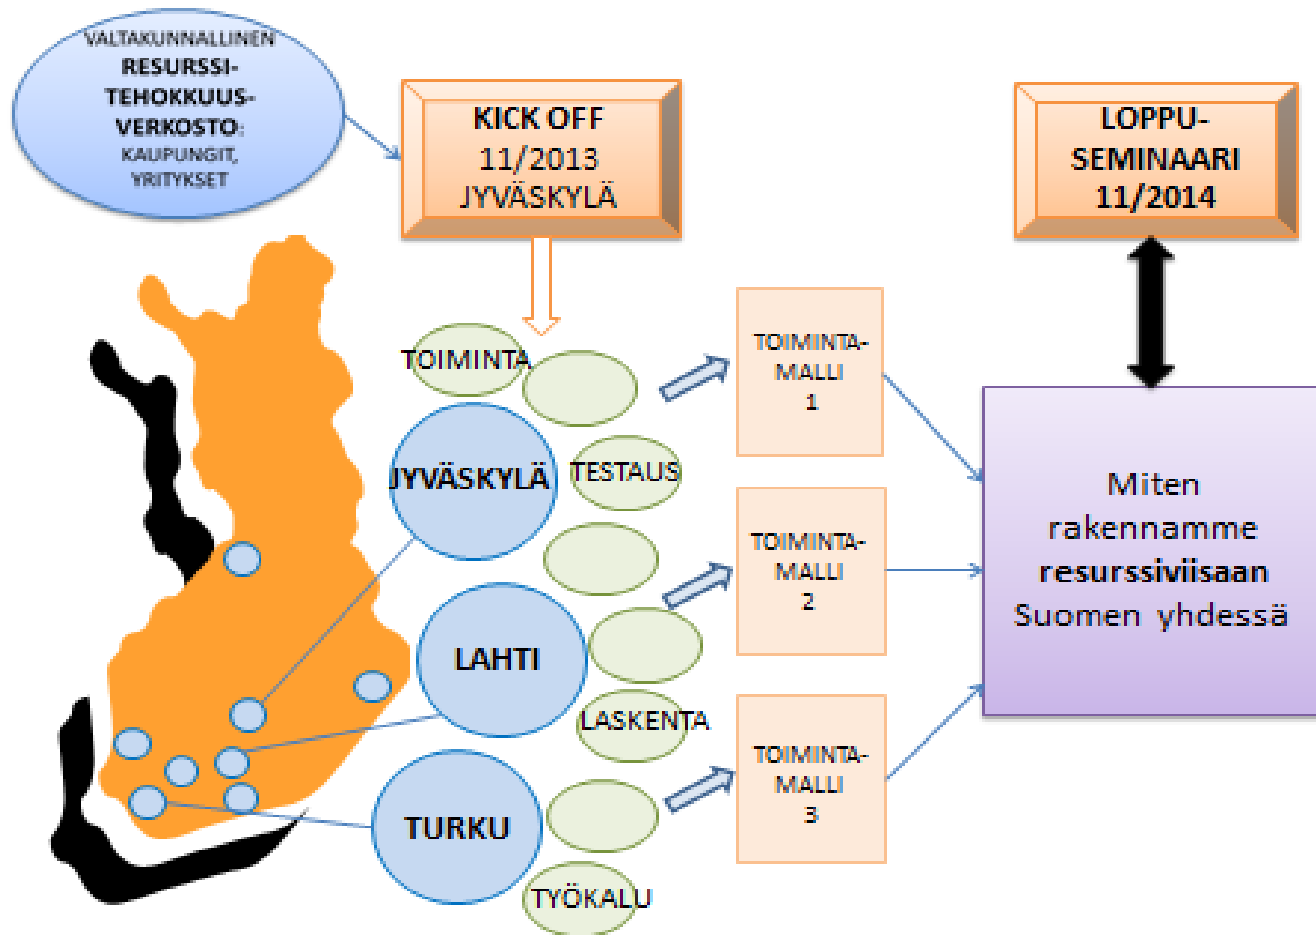 VALTAKUNNALLINEN
RESURSSI-
TEHOKKUUS-
VERKOSTO:
KAUPUNGIT,
YRITYKSET
KICK OFF
11/2013
JYVÄSKYLÄ
LOPPU-
SEMINAARI
11/2014
TOIMINTA
JYVÄSKYLÄ
TESTAUS
LAHTI
LASKENTA
TURKU
TYÖKALU
TOIMINTA-
MALLI
1
TOIMINTA-
MALLI
2
TOIMINTA-
MALLI
3
Miten
rakennamme
resurssiviisaan
Suomen yhdessä